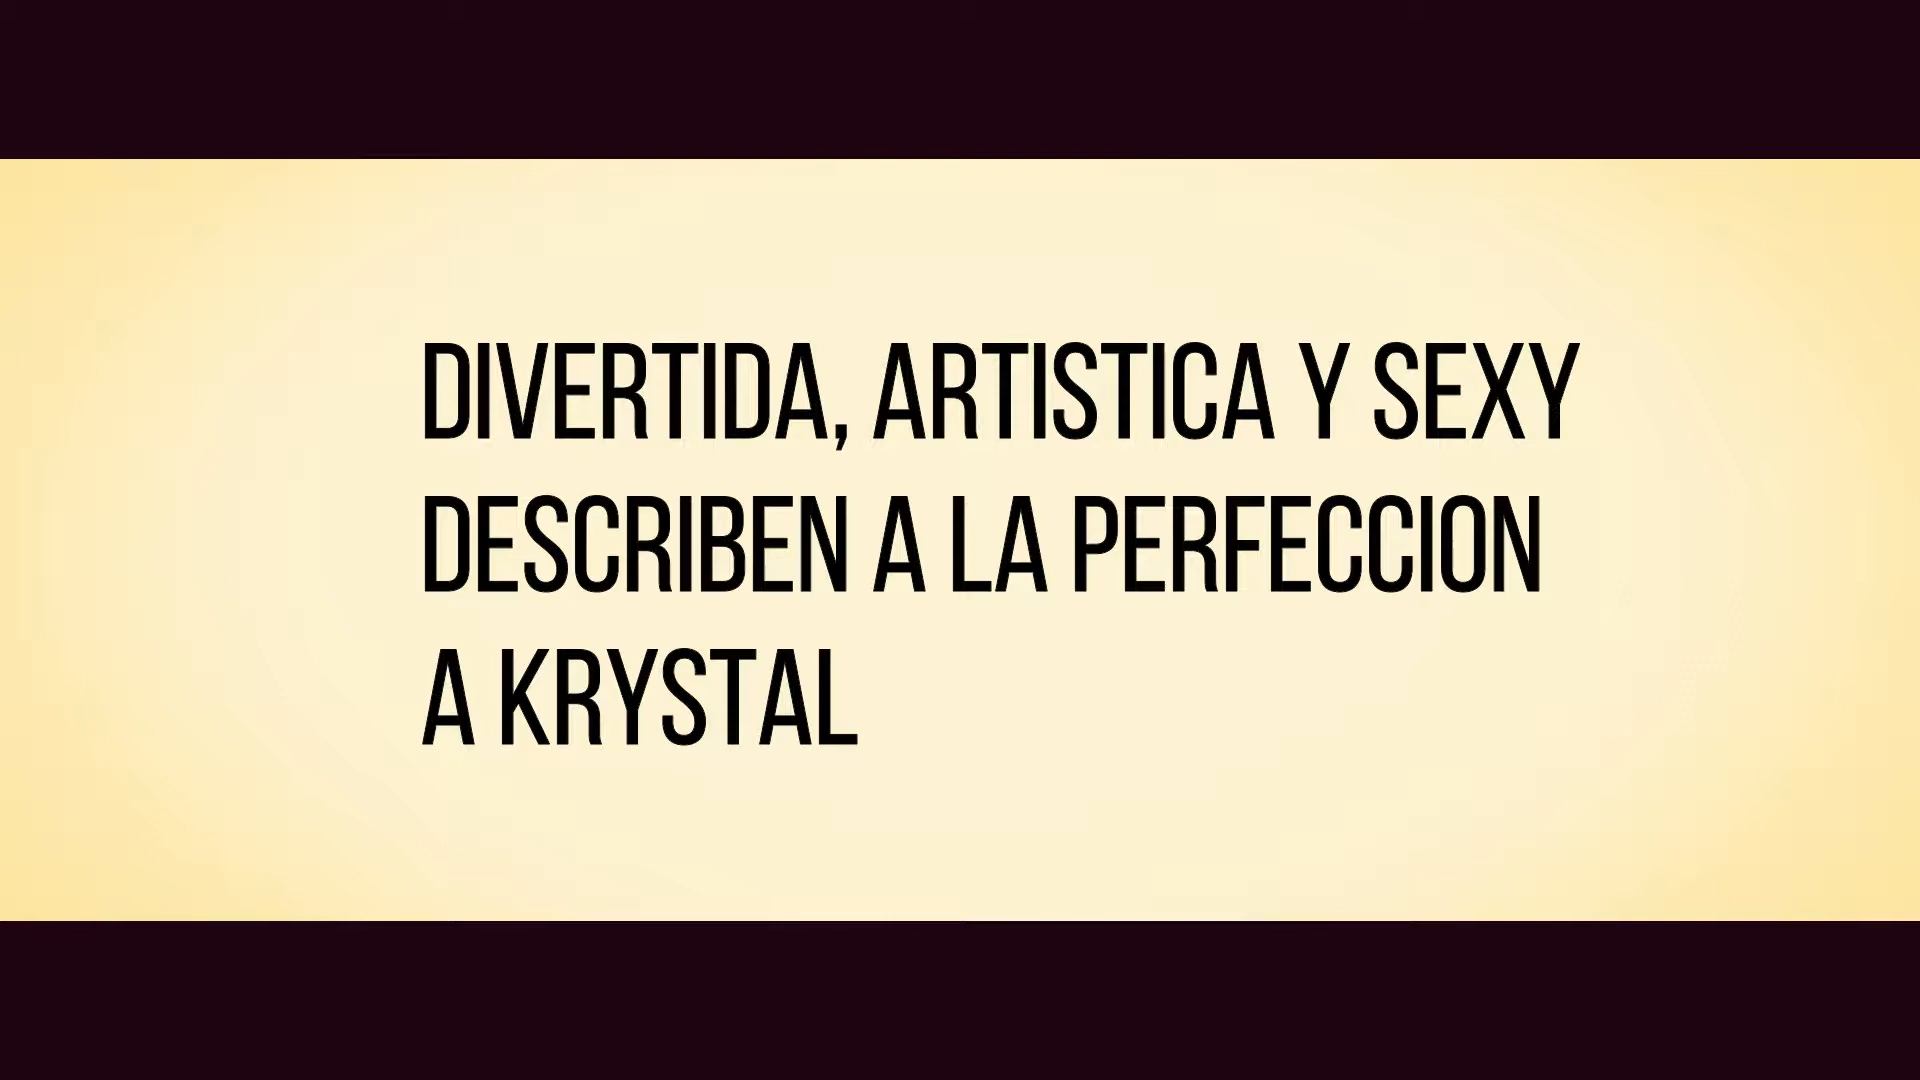 DIVERTIDA, ARTISTICA Y SEXY
DESCRIBEN A LA PERFECCION
A KRYSTAL